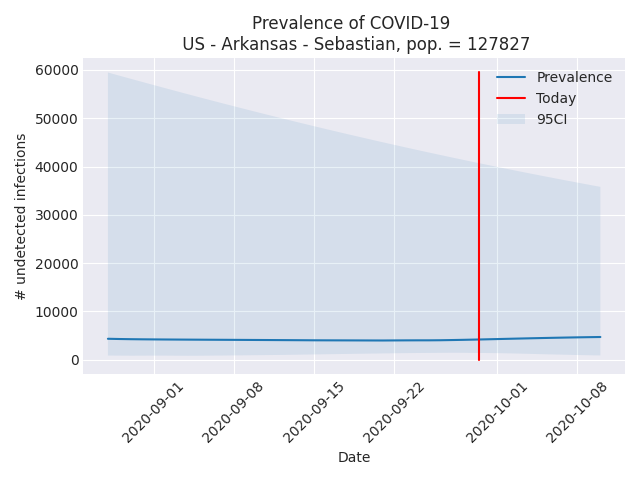 Prevalence of COVID-19
US - Arkansas - Sebastian, pop. = 127827
Prevalence
Today
95CI
60000
50000
40000
30000
20000
10000
0
# undetected infections
2020-09-01
2020-09-08
2020-09-15
2020-09-22
2020-10-01
2020-10-08
Date